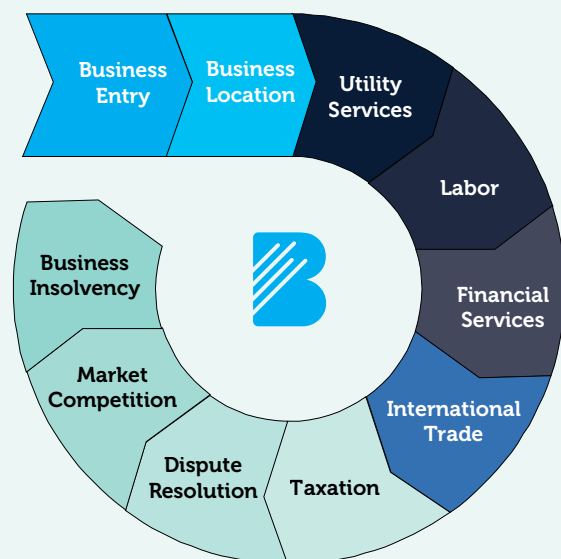 Business
Entry
Business
Location
Utility
Services
Labor
Financial
Services
International
Trade
Taxation
Dispute
Resolution
Market
Competition
Business
Insolvency
B